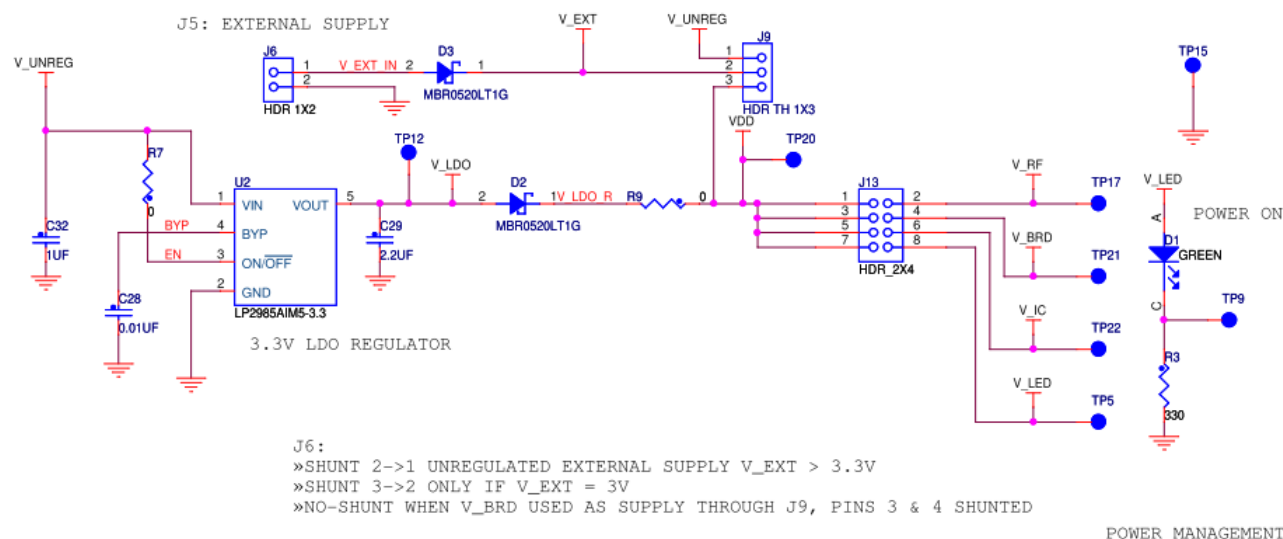 J5: EXTERNAL SUPPLY
V_EXT
V_UNREG
J9
1
2
3
HDR TH 1X3
J6
1
2
HDR 1X2
V_EXT_IN
2
D3
1
MBR0520LT1G
TP15
V_UNREG
R7
0
C32
1UF
BYP
EN
C28
0.01UF
U2
1 VIN
VOUT 5
4 BYP
3 ON/OFF
2 GND
LP2985AIM5-3.3
3.3V LDO REGULATOR
TP12
V_LDO
C29
2.2UF
2
D2
1
MBR0520LT1G
V_LDO_R
R9
0
VDD
TP20
J13
1 2
3 4
5 6
7 8
HDR_2X4
V_RF
TP17
V_BRD
TP21
V_IC
TP22
V_LED
TP5
V_LED
POWER ON
A
D1
GREEN
C
TP9
R3
330
J6:
»SHUNT 2->1 UNREGULATED EXTERNAL SUPPLY V_EXT > 3.3V
»SHUNT 3->2 ONLY IF V_EXT = 3V
»NO-SHUNT WHEN V_BRD USED AS SUPPLY THROUGH J9, PINS 3 & 4 SHUNTED
POWER MANAGEMENT